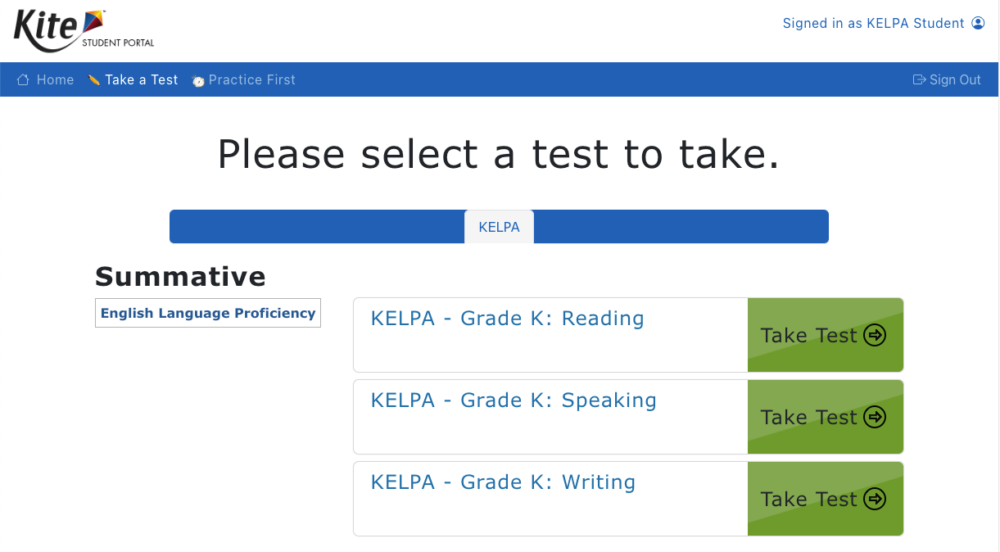 Kite
STUDENT PORTAL
Signed in as KELPA Student
Home Take a Test Practice First Sign Out
Please select a test to take.
KELPA
Summative
English Language Proficiency
KELPA - Grade K: Reading
Take Test
KELPA - Grade K: Speaking
Take Test
KELPA - Grade K: Writing
Take Test